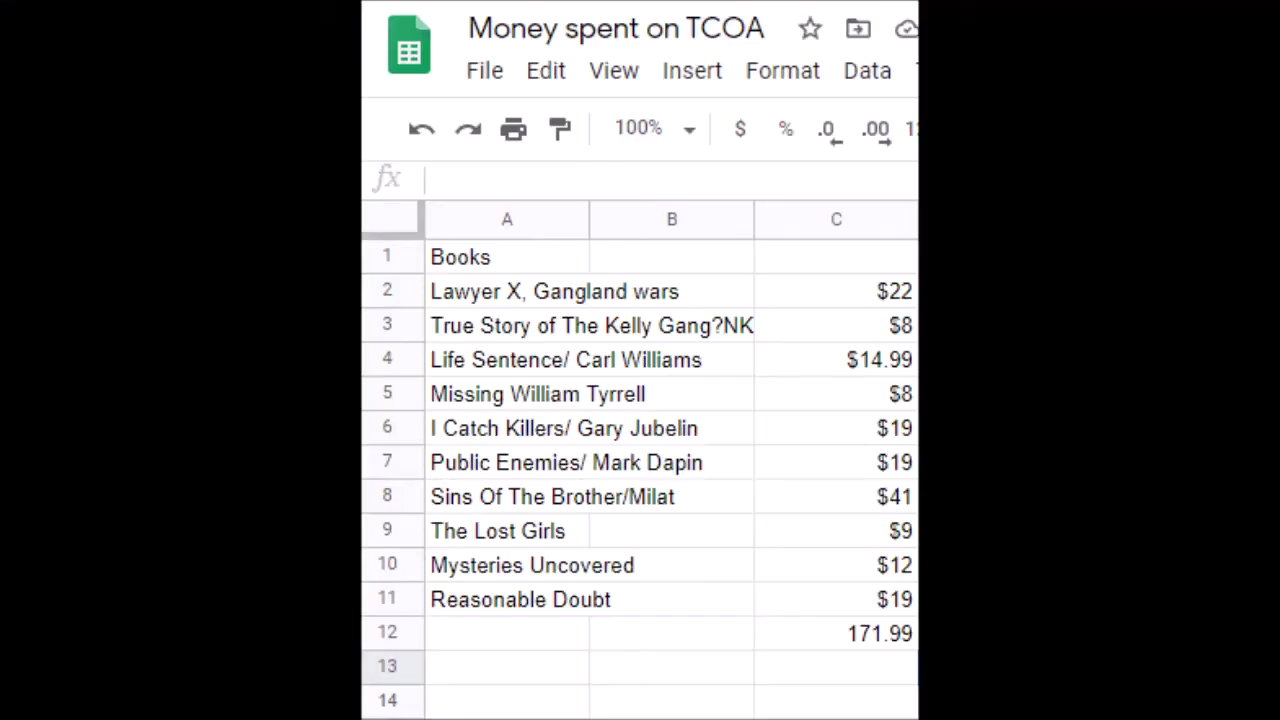 Money spent on TCOA
File Edit View Insert Format Data
100% $ % .0 .00
fx
A B C
1 Books
2 Lawyer X, Gangland wars $22
3 True Story of The Kelly Gang?NK $8
4 Life Sentence/ Carl Williams $14.99
5 Missing William Tyrrell $8
6 I Catch Killers/ Gary Jubelin $19
7 Public Enemies/ Mark Dapin $19
8 Sins Of The Brother/Milat $41
9 The Lost Girls $9
10 Mysteries Uncovered $12
11 Reasonable Doubt $19
12 171.99
13
14